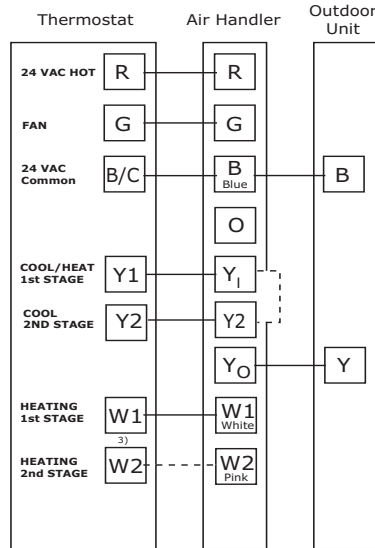 Thermostat Air Handler Outdoor
Unit
24 VAC HOT R R
FAN G G
24 VAC
Common B/C B B
Blue
O
COOL/HEAT
1st STAGE Y1 YI
COOL
2ND STAGE Y2 Y2
YO Y
HEATING
1st STAGE W1 W1
White
3)
HEATING
2nd STAGE W2 W2
Pink